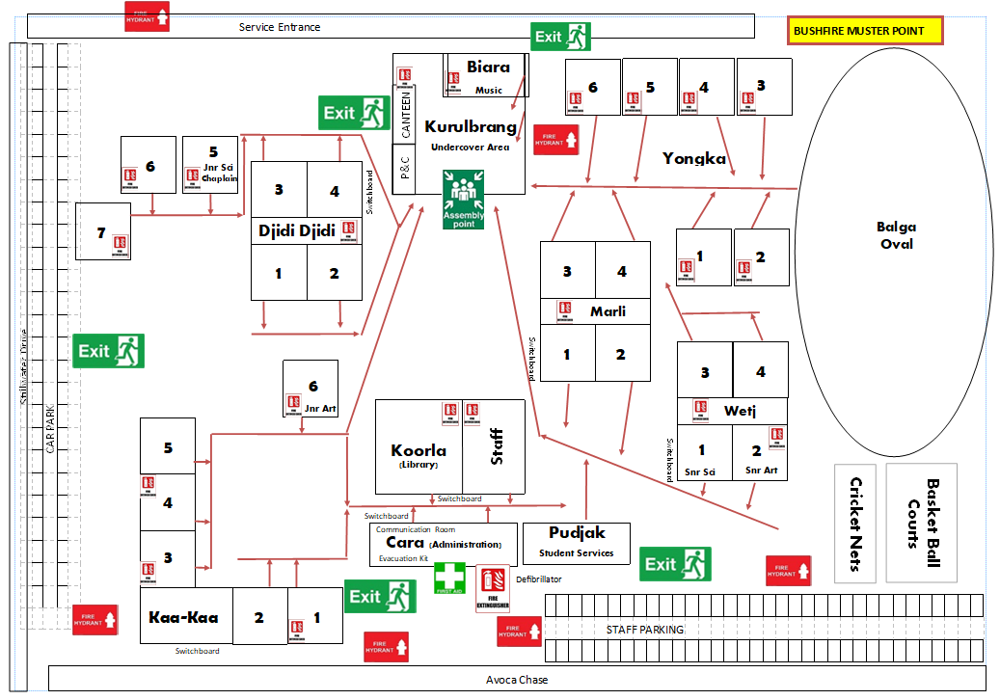 FIRE HYDRANT
Service Entrance
Exit
BUSHFIRE MUSTER POINT
Biara
Music
CANTEEN
Kurulbrang
Undercover Area
P&C
Exit
6
5
4
3
FIRE HYDRANT
Yongka
6
5
Jnr Sci
Chaplain
3
4
Switchboard
Assembly
point
7
Djidi Djidi
1
2
Balga
Oval
1
2
3
4
Marli
1
2
Switchboard
Stillwater Drive
CAR PARK
Exit
6
Jnr Art
3
4
Wetj
1
Snr Sci
2
Snr Art
Switchboard
5
4
3
Koorla
(Library)
Staff
Switchboard
Switchboard
Communication Room
Cara (Administration)
Evacuation Kit
Pudjak
Student Services
Cricket Nets
Basket Ball
Courts
Exit
FIRST AID
FIRE
EXTINGUISHER
Defibrillator
FIRE HYDRANT
Exit
Kaa-Kaa
2
1
Switchboard
FIRE HYDRANT
FIRE HYDRANT
FIRE HYDRANT
STAFF PARKING
Avoca Chase